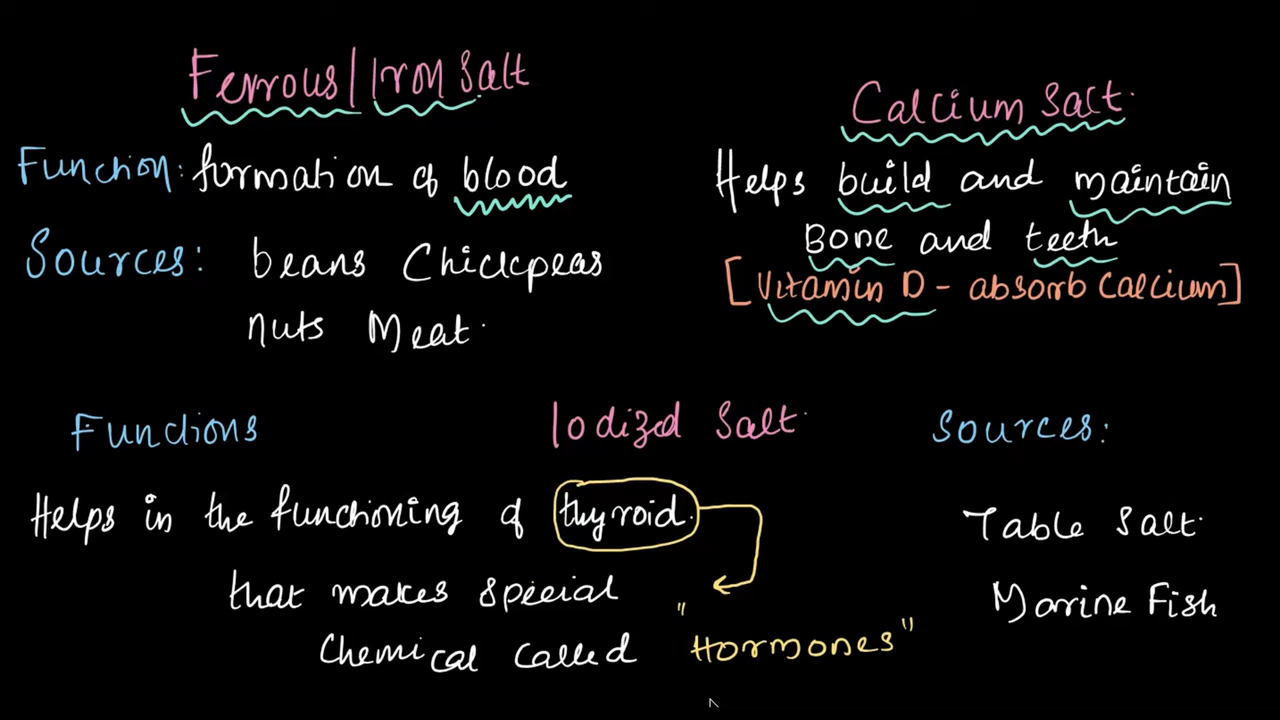 Ferrous/Iron Salt
Function: formation of blood
Sources: beans Chickpeas
nuts Meat.
Calcium Salt.
Helps build and maintain
Bone and teeth
[Vitamin D - absorb Calcium]
Functions
Iodized Salt.
Sources:
Helps in the functioning of thyroid.
that makes special
Chemical called "Hormones"
Table Salt.
Marine Fish